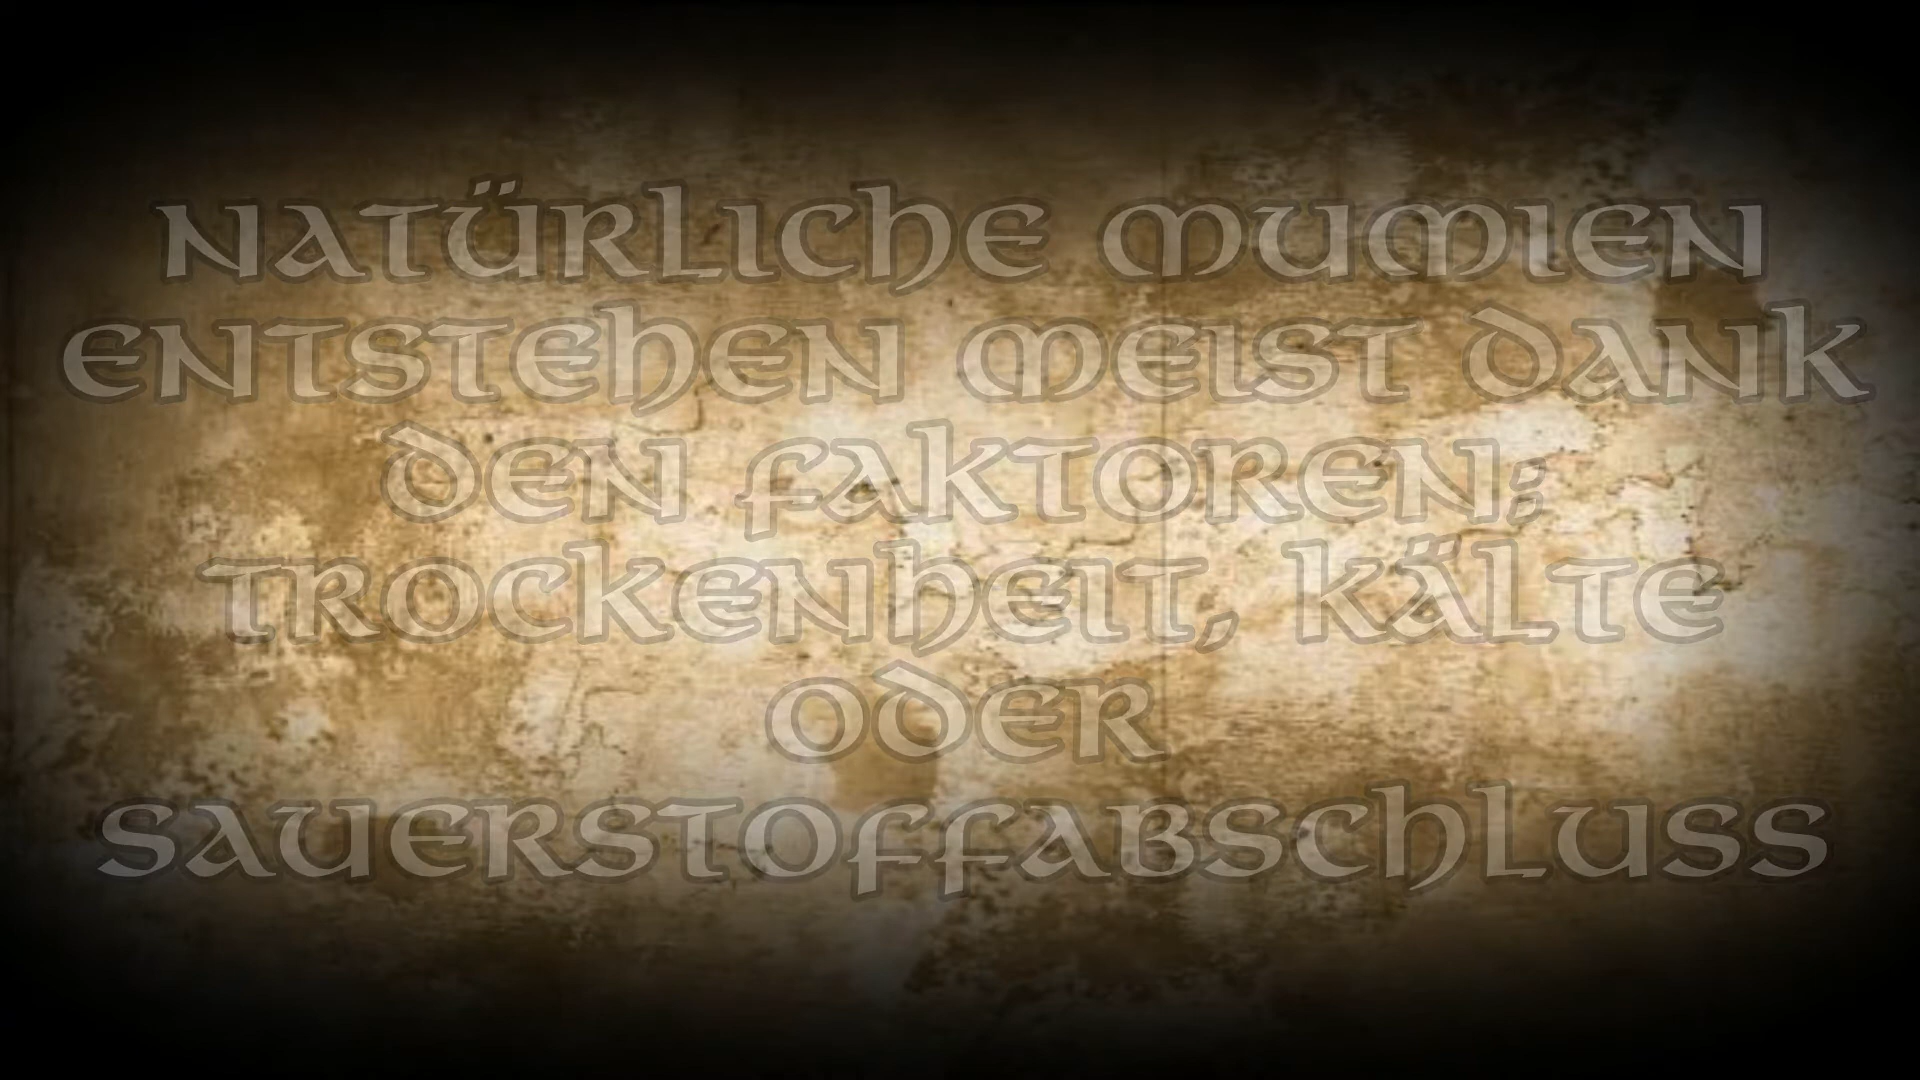 NATÜRLICHE MUMIEN
ENTSTEHEN MEIST DANK
DEN FAKTOREN:
TROCKENHEIT, KÄLTE
ODER
SAUERSTOFFABSCHLUSS